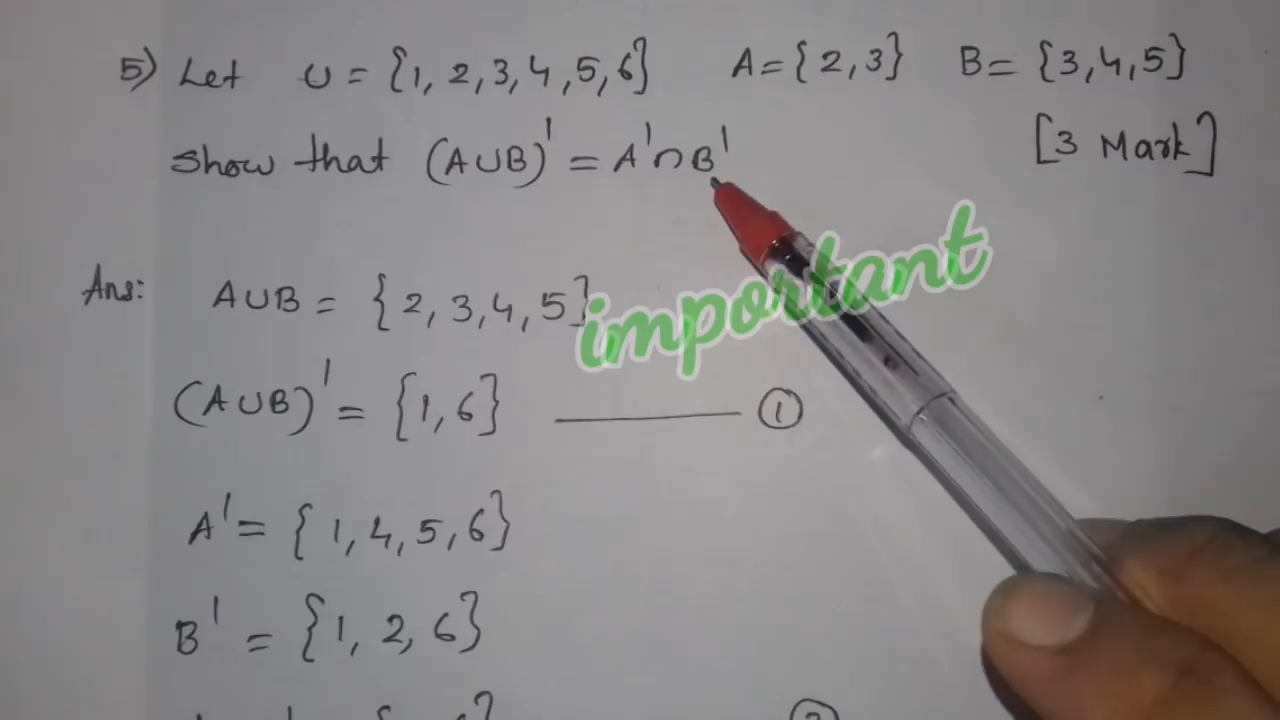 5) Let U = {1, 2, 3, 4, 5, 6} A = {2, 3} B = {3, 4, 5}
Show that (A∪B)' = A'∩B' [3 Mark]
important
Ans: A∪B = {2, 3, 4, 5}
(A∪B)' = {1, 6} ——— ①
A' = {1, 4, 5, 6}
B' = {1, 2, 6}